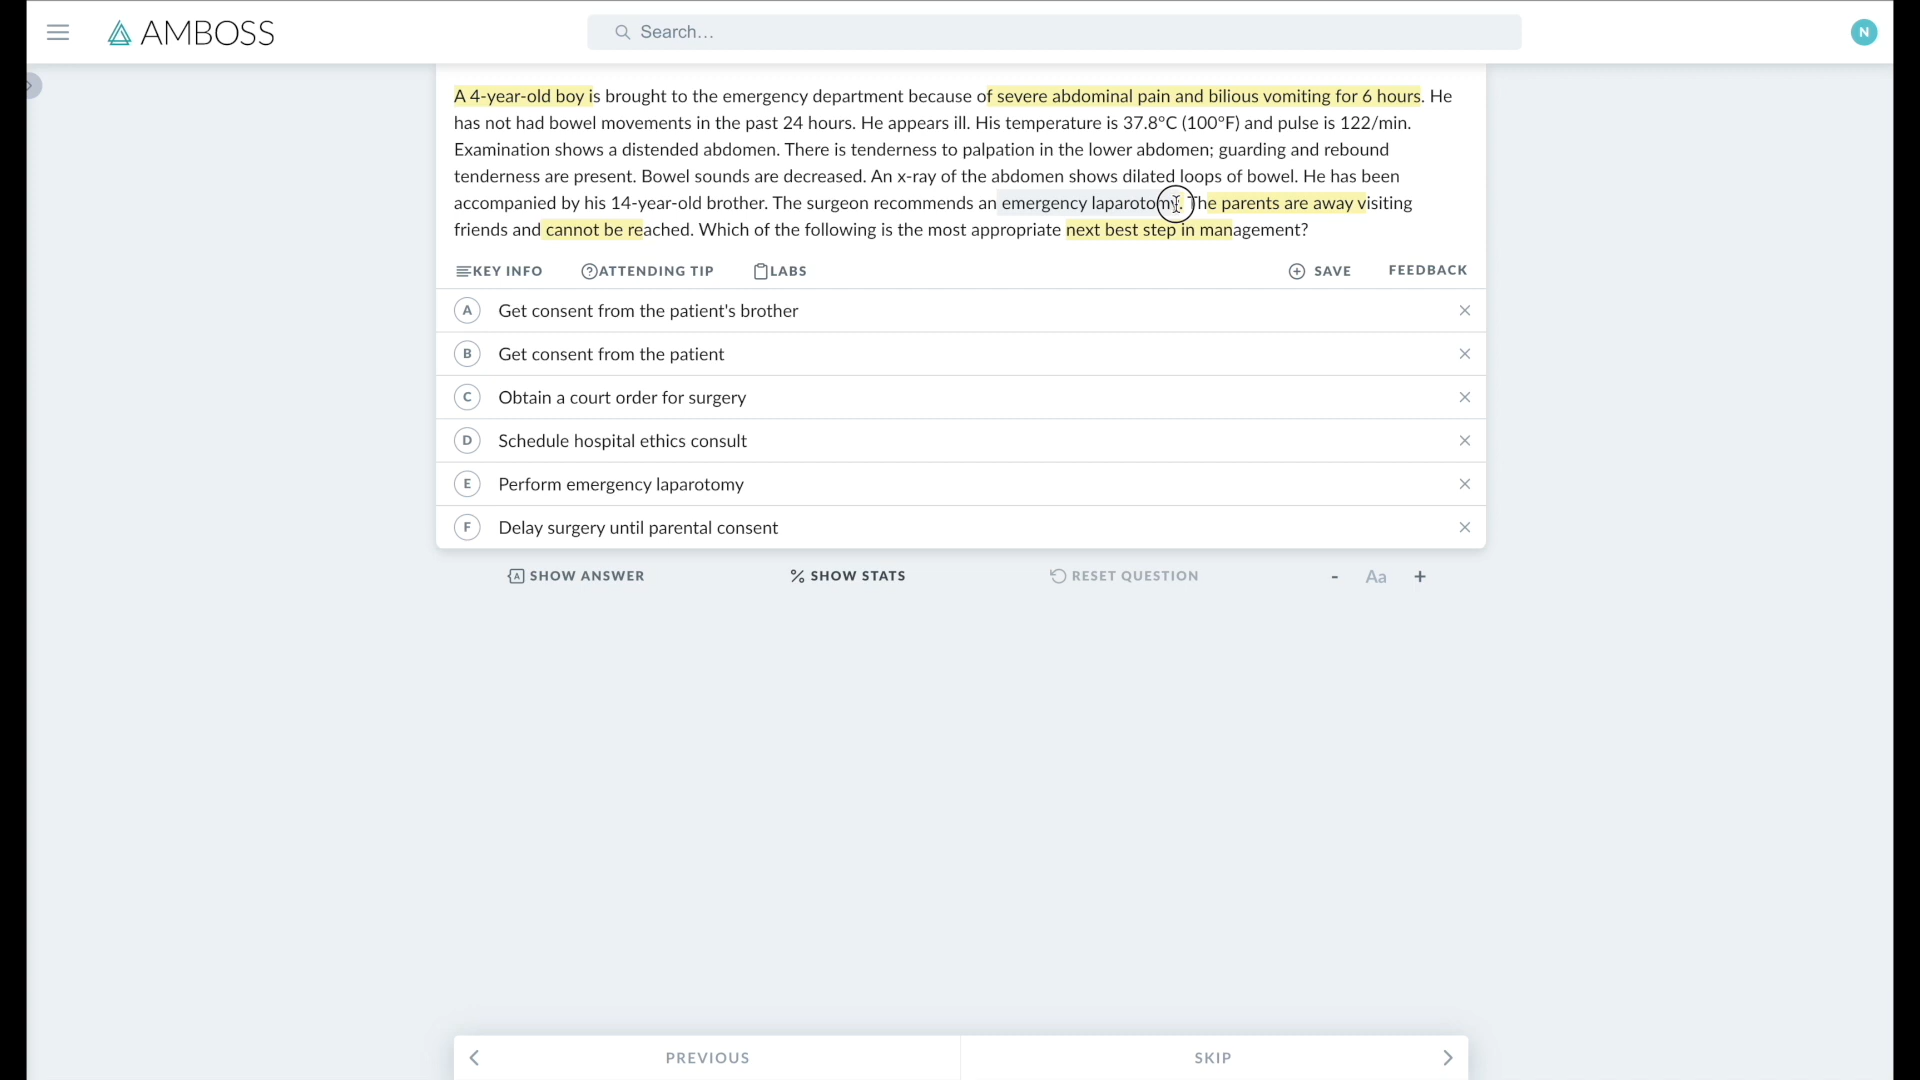 AMBOSS
Search...
N
A 4-year-old boy is brought to the emergency department because of severe abdominal pain and bilious vomiting for 6 hours. He
has not had bowel movements in the past 24 hours. He appears ill. His temperature is 37.8°C (100°F) and pulse is 122/min.
Examination shows a distended abdomen. There is tenderness to palpation in the lower abdomen; guarding and rebound
tenderness are present. Bowel sounds are decreased. An x-ray of the abdomen shows dilated loops of bowel. He has been
accompanied by his 14-year-old brother. The surgeon recommends an emergency laparotomy. The parents are away visiting
friends and cannot be reached. Which of the following is the most appropriate next best step in management?
KEY INFO ATTENDING TIP LABS SAVE FEEDBACK
A Get consent from the patient's brother
B Get consent from the patient
C Obtain a court order for surgery
D Schedule hospital ethics consult
E Perform emergency laparotomy
F Delay surgery until parental consent
SHOW ANSWER % SHOW STATS RESET QUESTION - Aa +
PREVIOUS SKIP